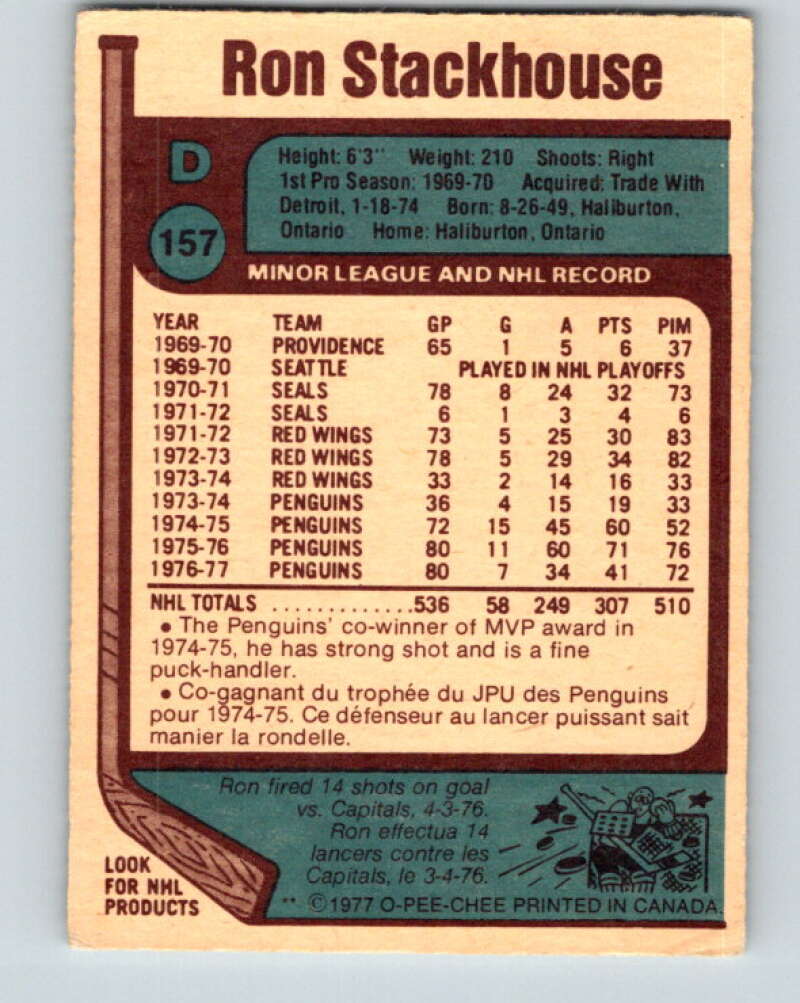 Ron Stackhouse
D
157
Height: 6'3" Weight: 210 Shoots: Right
1st Pro Season: 1969-70 Acquired: Trade With
Detroit, 1-18-74 Born: 8-26-49, Haliburton,
Ontario Home: Haliburton, Ontario
MINOR LEAGUE AND NHL RECORD
YEAR TEAM GP G A PTS PIM
1969-70 PROVIDENCE 65 1 5 6 37
1969-70 SEATTLE PLAYED IN NHL PLAYOFFS
1970-71 SEALS 78 8 24 32 73
1971-72 SEALS 6 1 3 4 6
1971-72 RED WINGS 73 5 25 30 83
1972-73 RED WINGS 78 5 29 34 82
1973-74 RED WINGS 33 2 14 16 33
1973-74 PENGUINS 36 4 15 19 33
1974-75 PENGUINS 72 15 45 60 52
1975-76 PENGUINS 80 11 60 71 76
1976-77 PENGUINS 80 7 34 41 72
NHL TOTALS .............536 58 249 307 510
• The Penguins' co-winner of MVP award in
1974-75, he has strong shot and is a fine
puck-handler.
• Co-gagnant du trophée du JPU des Penguins
pour 1974-75. Ce défenseur au lancer puissant sait
manier la rondelle.
Ron fired 14 shots on goal
vs. Capitals, 4-3-76.
Ron effectua 14
lancers contre les
Capitals, le 3-4-76.
LOOK
FOR NHL
PRODUCTS
** ©1977 O-PEE-CHEE PRINTED IN CANADA